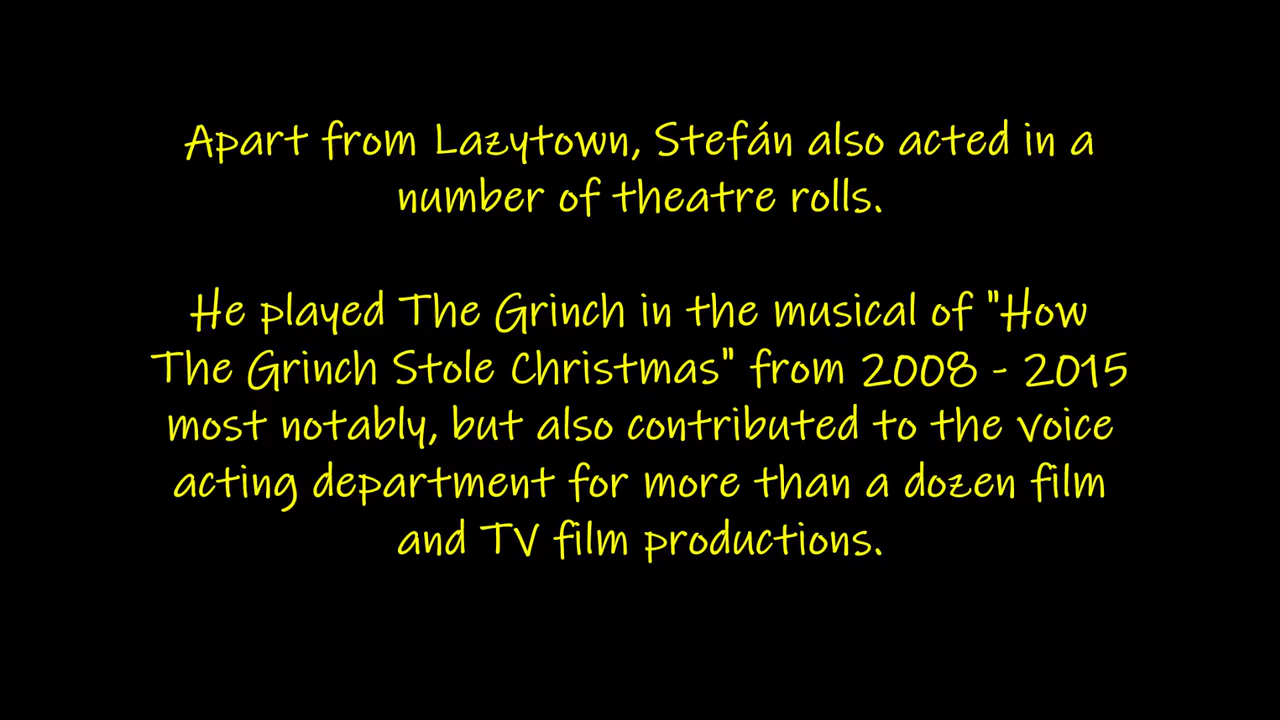 Apart from Lazytown, Stefán also acted in a
number of theatre rolls.
He played The Grinch in the musical of "How
The Grinch Stole Christmas" from 2008 - 2015
most notably, but also contributed to the voice
acting department for more than a dozen film
and TV film productions.